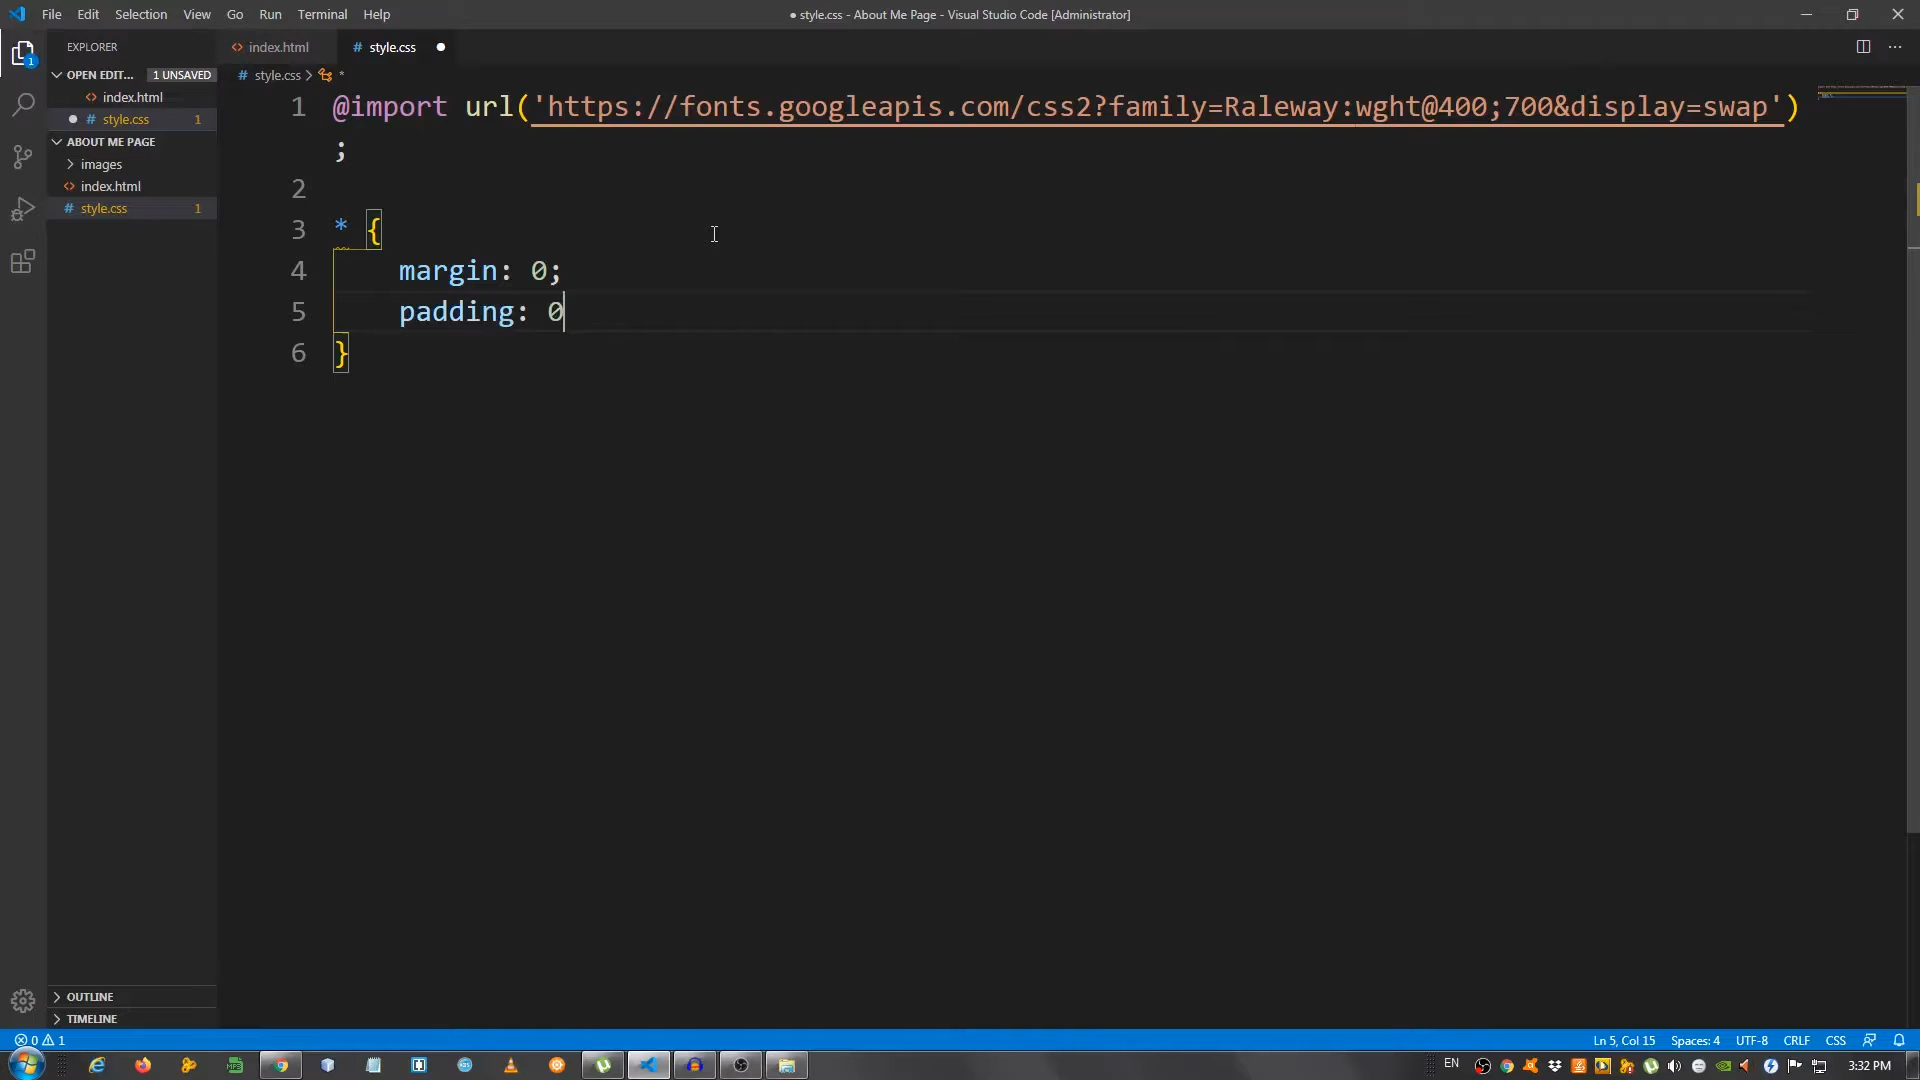 File Edit Selection View Go Run Terminal Help
● style.css - About Me Page - Visual Studio Code [Administrator]
EXPLORER
index.html
# style.css ●
OPEN EDIT... 1 UNSAVED
# style.css > *
index.html
● # style.css 1
ABOUT ME PAGE
images
index.html
# style.css 1
1 @import url('https://fonts.googleapis.com/css2?family=Raleway:wght@400;700&display=swap')
;
2
3 * {
4 margin: 0;
5 padding: 0
6 }
OUTLINE
TIMELINE
0 1
Ln 5, Col 15 Spaces: 4 UTF-8 CRLF CSS
EN
3:32 PM